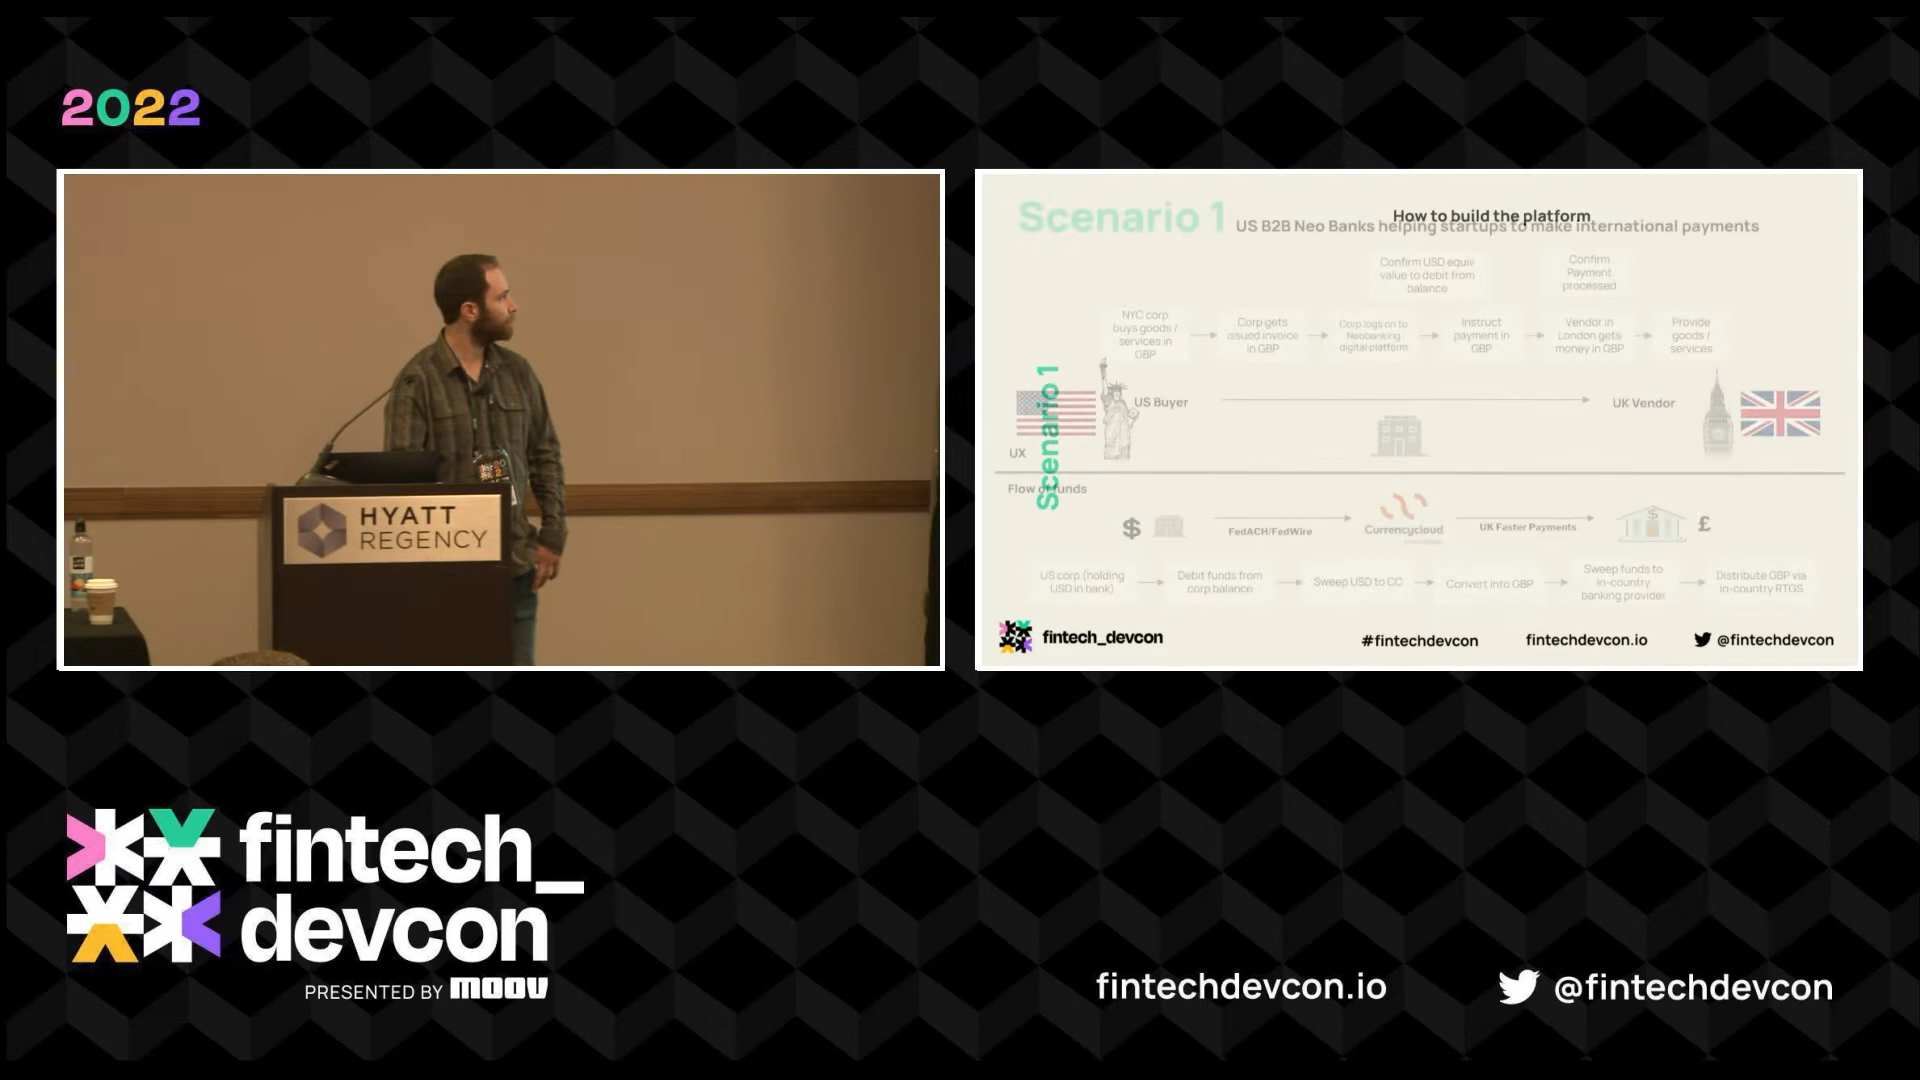 2022
HYATT
REGENCY
Scenario 1
US B2B Neo Banks helping startups to make international payments
How to build the platform
Confirm USD equiv
value to debit from
balance
Confirm
Payment
processed
NYC corp
buys goods /
services in
GBP
Corp gets
issued invoice
in GBP
Corp logs on to
Neobanking
digital platform
Instruct
payment in
GBP
Vendor in
London gets
money in GBP
Provide
goods /
services
Scenario 1
US Buyer
UK Vendor
UX
Flow of funds
$
FedACH/FedWire
Currencycloud
UK Faster Payments
$
£
US corp (holding
USD in bank)
Debit funds from
corp balance
Sweep USD to CC
Convert into GBP
Sweep funds to
in-country
banking provider
Distribute GBP via
in-country RTGS
fintech_devcon
#fintechdevcon
fintechdevcon.io
@fintechdevcon
fintech_
devcon
PRESENTED BY moov
fintechdevcon.io
@fintechdevcon